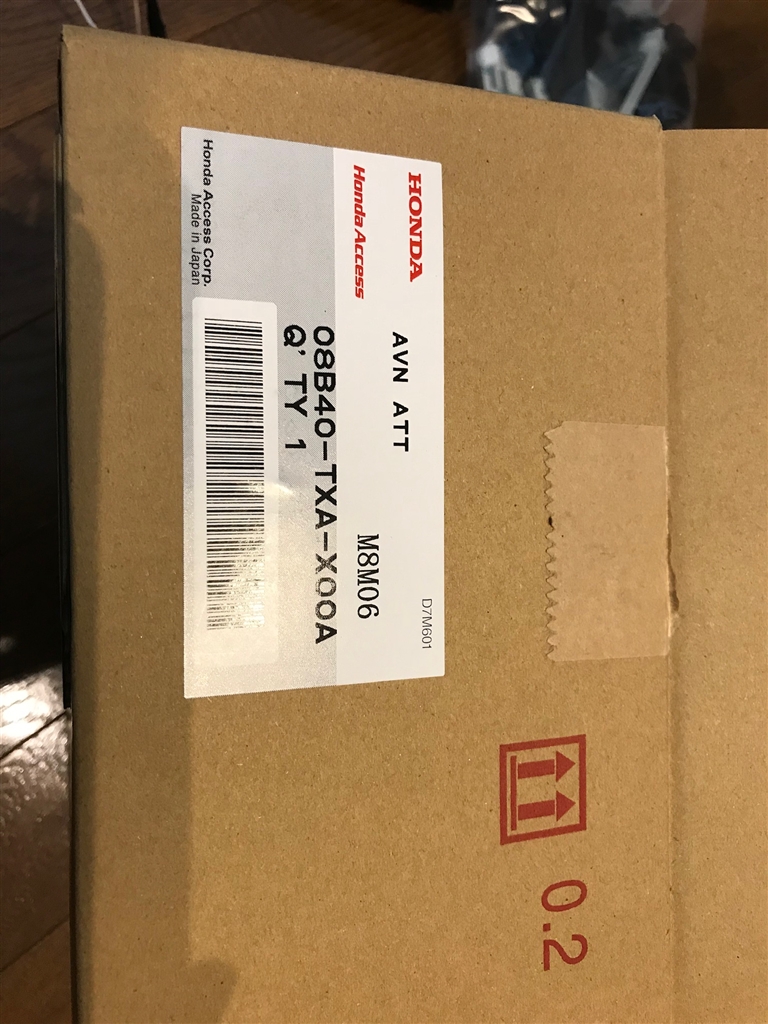 HONDA
Honda Access
AVN ATT
D7M601
M8M06
08B40-TXA-X00A
Q'TY 1
Honda Access Corp.
Made in Japan
0.2